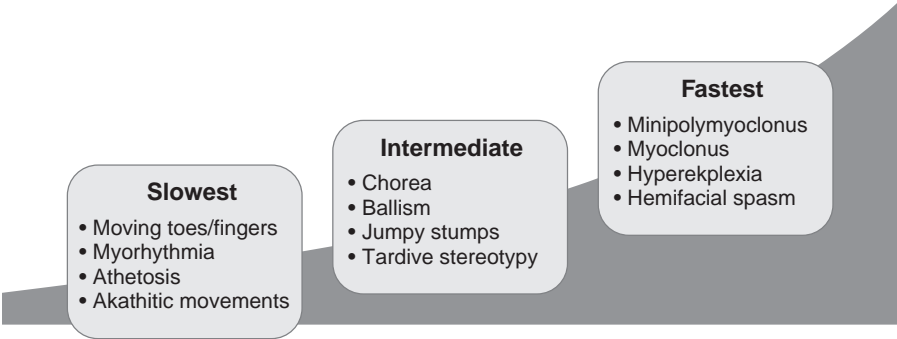 Slowest
• Moving toes/fingers
• Myorhythmia
• Athetosis
• Akathitic movements
Intermediate
• Chorea
• Ballism
• Jumpy stumps
• Tardive stereotypy
Fastest
• Minipolymyoclonus
• Myoclonus
• Hyperekplexia
• Hemifacial spasm